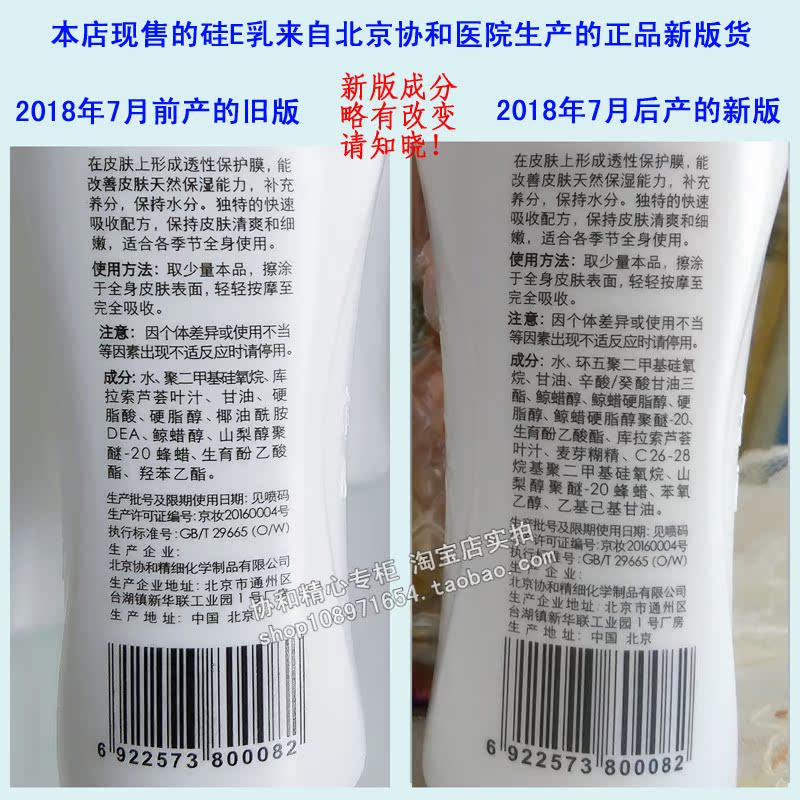 本店现售的硅E乳来自北京协和医院生产的正品新版货
2018年7月前产的旧版
新版成分
略有改变
请知晓！
2018年7月后产的新版
在皮肤上形成透性保护膜，能
改善皮肤天然保湿能力，补充
养分，保持水分。独特的快速
吸收配方，保持皮肤清爽和细
嫩，适合各季节全身使用。
使用方法：取少量本品，擦涂
于全身皮肤表面，轻轻按摩至
完全吸收。
注意：因个体差异或使用不当
等因素出现不适反应时请停用。
成分：水、聚二甲基硅氧烷、库
拉索芦荟叶汁、甘油、硬
脂酸、硬脂醇、椰油酰胺
DEA、鲸蜡醇、山梨醇聚
醚-20 蜂蜡、生育酚乙酸
酯、羟苯乙酯。
生产批号及限期使用日期：见喷码
生产许可证编号：京妆20160004号
执行标准号：GB/T 29665 (O/W)
生产企业：
北京协和精细化学制品有限公司
生产企业地址：北京市通州区
台湖镇新华联工业园1号厂房
生产地址：中国 北京
6 922573 800082
在皮肤上形成透性保护膜，能
改善皮肤天然保湿能力，补充
养分，保持水分。独特的快速
吸收配方，保持皮肤清爽和细
嫩，适合各季节全身使用。
使用方法：取少量本品，擦涂
于全身皮肤表面，轻轻按摩至
完全吸收。
注意：因个体差异或使用不当
等因素出现不适反应时请停用。
成分：水、环五聚二甲基硅氧
烷、甘油、辛酸/癸酸甘油三
酯、鲸蜡醇、鲸蜡硬脂醇、硬
脂醇、鲸蜡硬脂醇聚醚-20、
生育酚乙酸酯、库拉索芦荟
叶汁、麦芽糊精、C26-28
烷基聚二甲基硅氧烷、山
梨醇聚醚-20 蜂蜡、苯氧
乙醇、乙基己基甘油。
生产批号及限期使用日期：见喷码
生产许可证编号：京妆20160004号
执行标准号：GB/T 29665 (O/W)
生产企业：
北京协和精细化学制品有限公司
生产企业地址：北京市通州区
台湖镇新华联工业园1号厂房
生产地址：中国 北京
6 922573 800082
协和精心专柜 淘宝店实拍
shop108971654.taobao.com